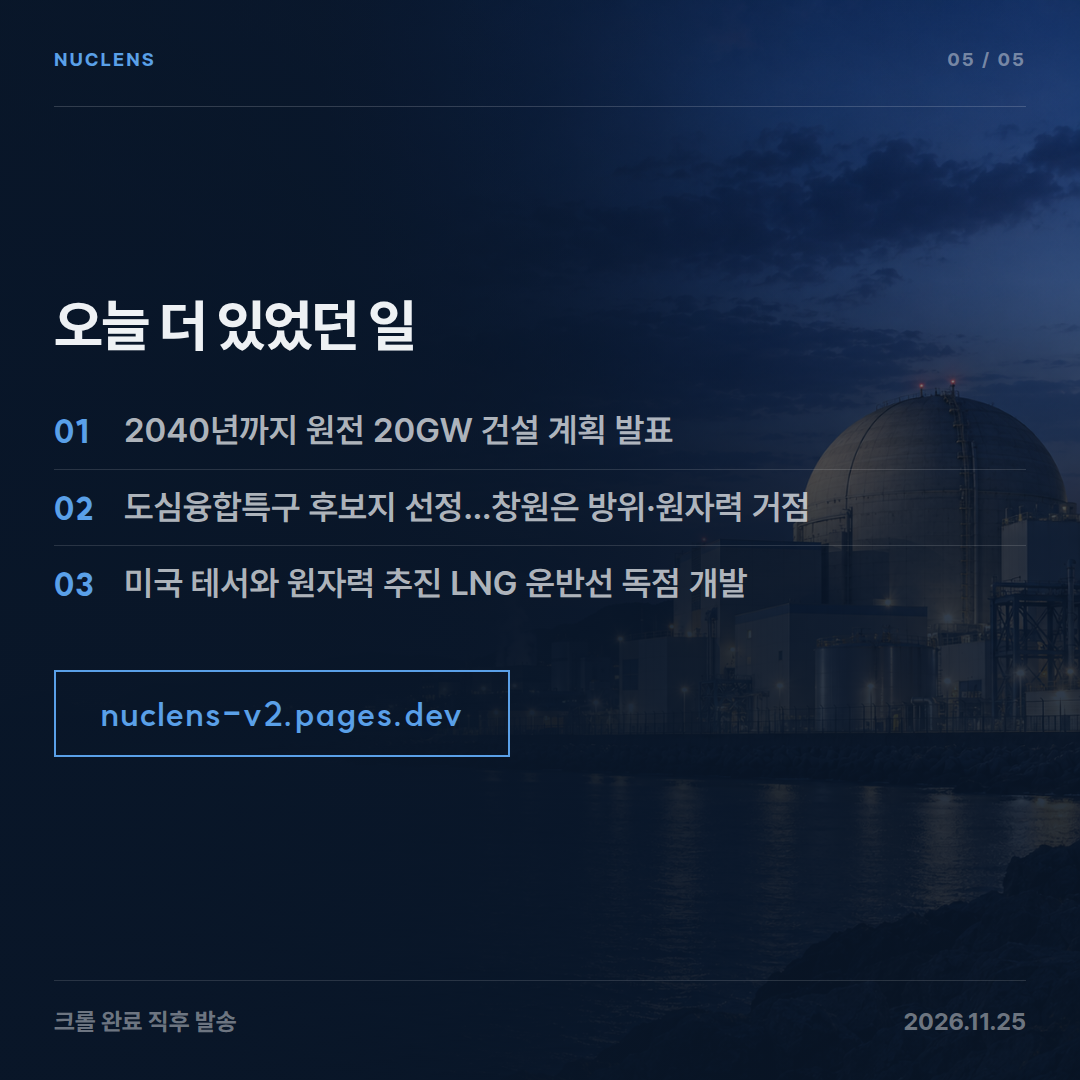 NUCLENS
05 / 05
오늘 더 있었던 일
01 2040년까지 원전 20GW 건설 계획 발표
02 도심융합특구 후보지 선정...창원은 방위·원자력 거점
03 미국 테서와 원자력 추진 LNG 운반선 독점 개발
nuclens-v2.pages.dev
크롤 완료 직후 발송
2026.11.25